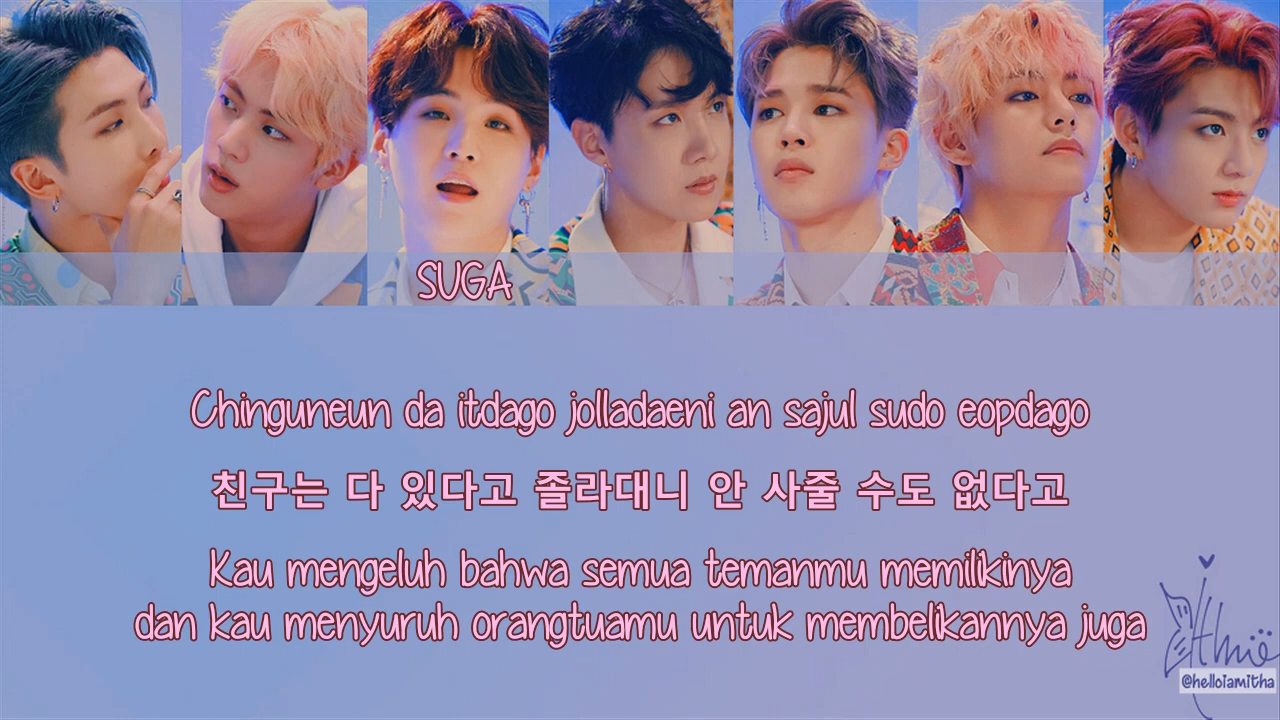 SUGA
Chinguneun da itdago jolladaeni an sajul sudo eopdago
친구는 다 있다고 졸라대니 안 사줄 수도 없다고
Kau mengeluh bahwa semua temanmu memilikinya
dan kau menyuruh orangtuamu untuk membelikannya juga
@helloiamitha